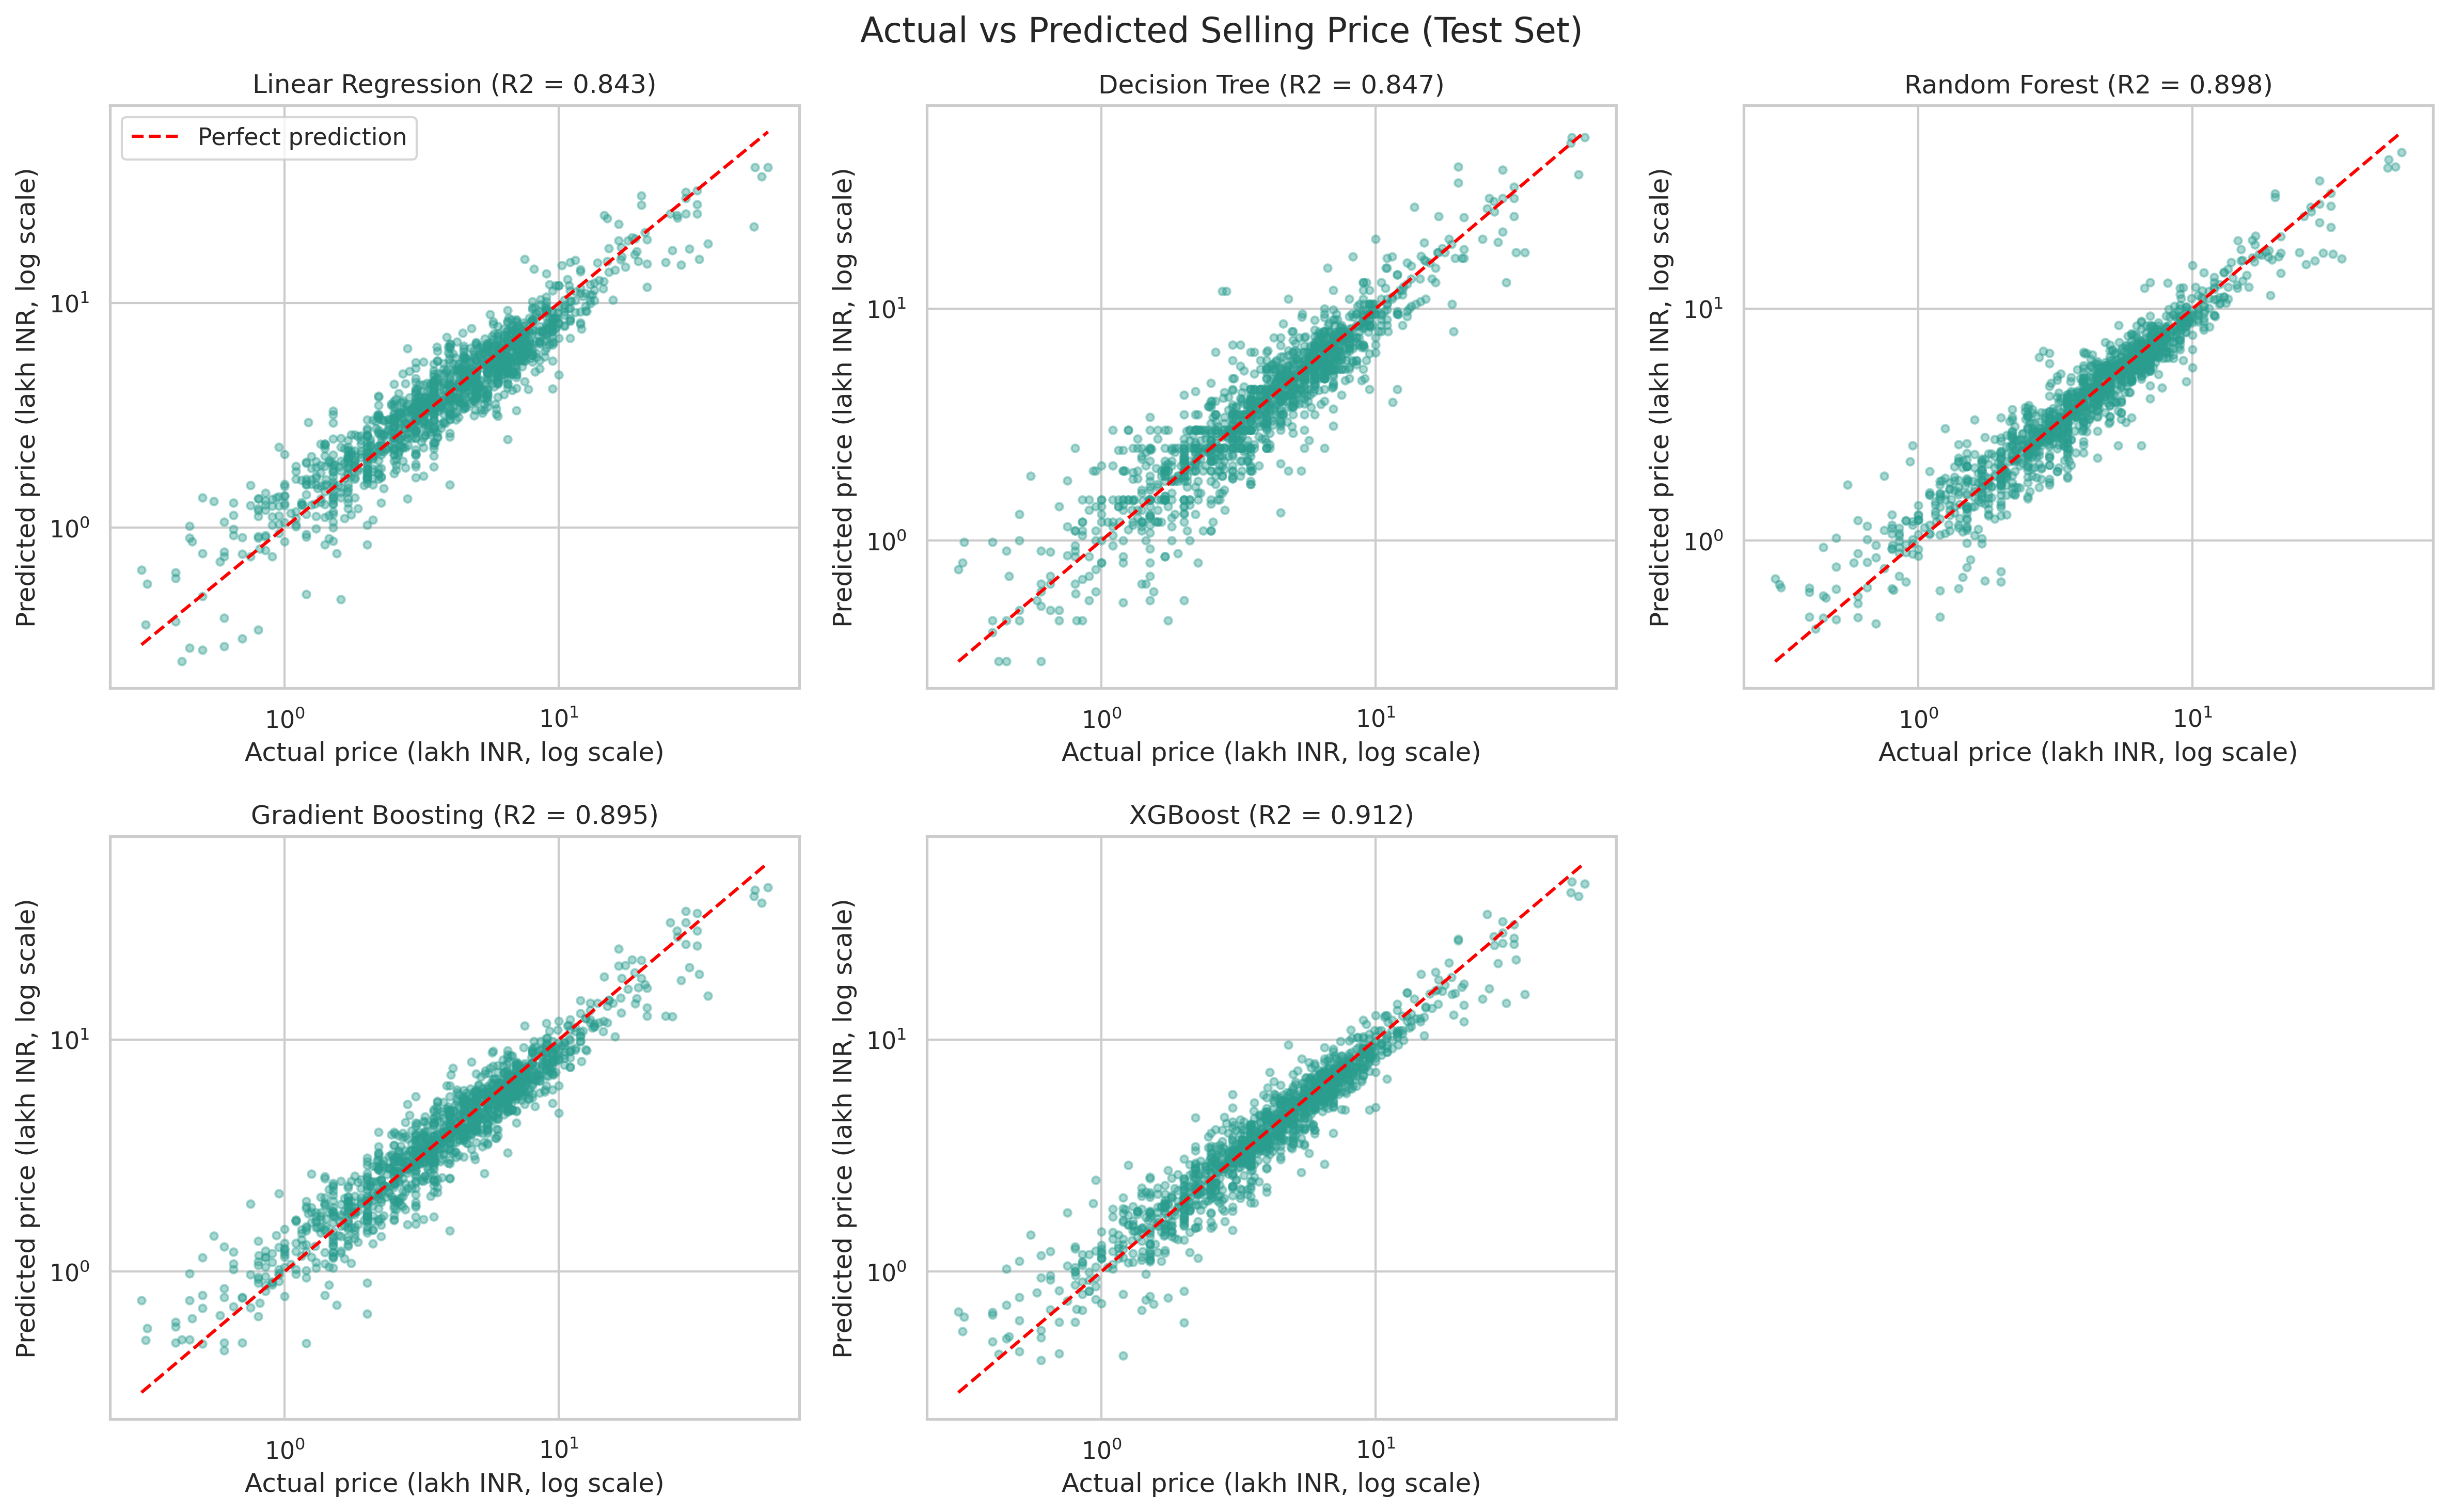 Actual vs Predicted Selling Price (Test Set)
Linear Regression (R2 = 0.843)
Perfect prediction
Predicted price (lakh INR, log scale)
10¹
10⁰
10⁰ 10¹
Actual price (lakh INR, log scale)
Decision Tree (R2 = 0.847)
Predicted price (lakh INR, log scale)
10¹
10⁰
10⁰ 10¹
Actual price (lakh INR, log scale)
Random Forest (R2 = 0.898)
Predicted price (lakh INR, log scale)
10¹
10⁰
10⁰ 10¹
Actual price (lakh INR, log scale)
Gradient Boosting (R2 = 0.895)
Predicted price (lakh INR, log scale)
10¹
10⁰
10⁰ 10¹
Actual price (lakh INR, log scale)
XGBoost (R2 = 0.912)
Predicted price (lakh INR, log scale)
10¹
10⁰
10⁰ 10¹
Actual price (lakh INR, log scale)